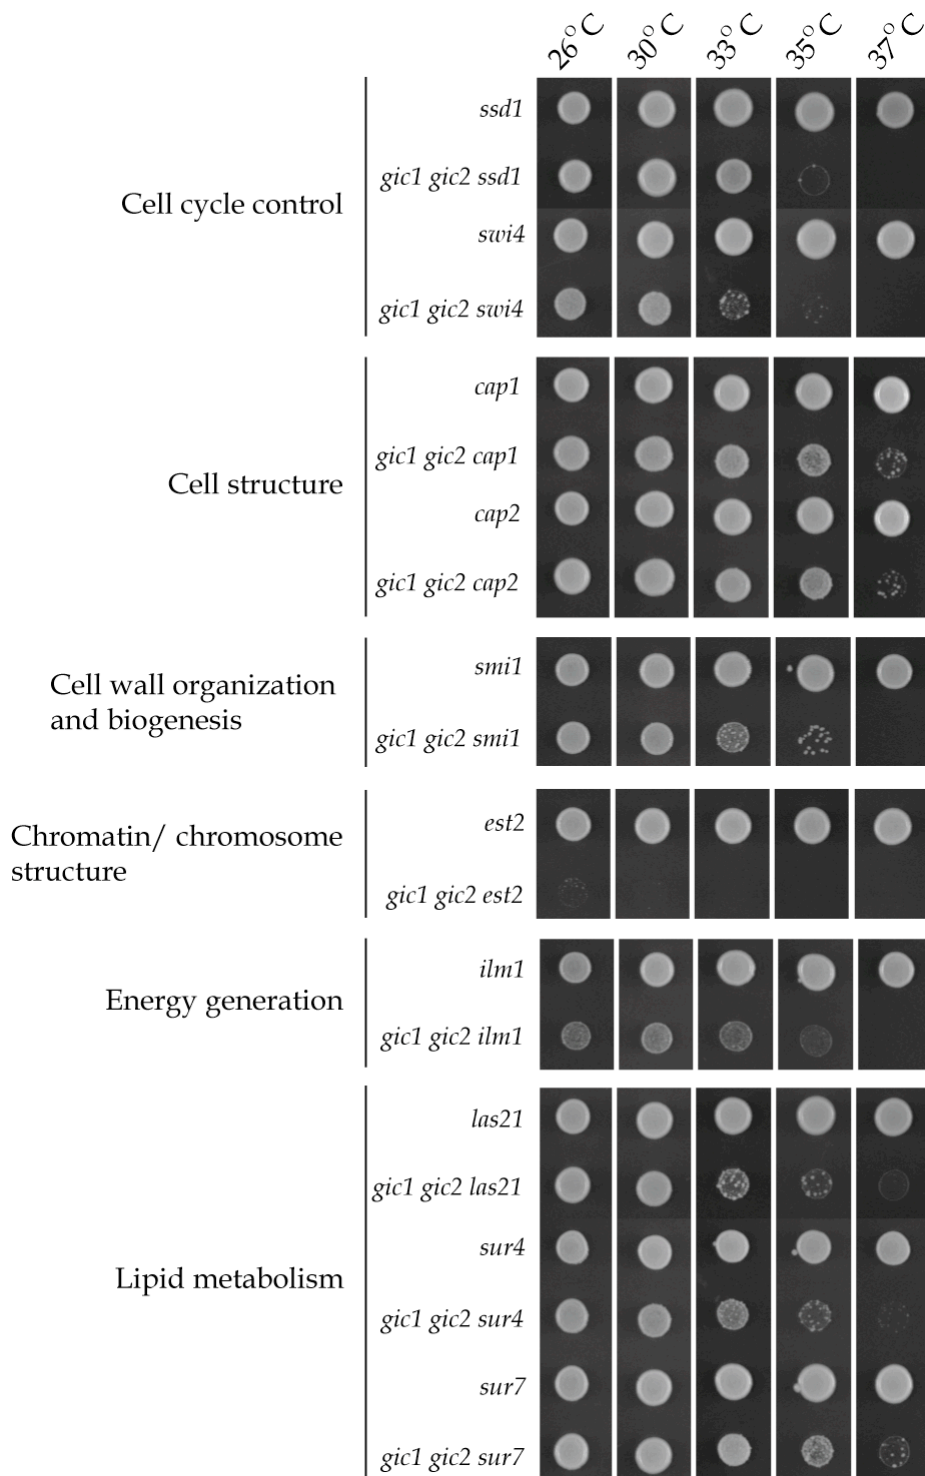 26°C 30°C 33°C 35°C 37°C
ssd1
gic1 gic2 ssd1
Cell cycle control
swi4
gic1 gic2 swi4
cap1
gic1 gic2 cap1
Cell structure
cap2
gic1 gic2 cap2
smi1
Cell wall organization
and biogenesis
gic1 gic2 smi1
est2
Chromatin/ chromosome
structure
gic1 gic2 est2
ilm1
Energy generation
gic1 gic2 ilm1
las21
gic1 gic2 las21
sur4
Lipid metabolism
gic1 gic2 sur4
sur7
gic1 gic2 sur7